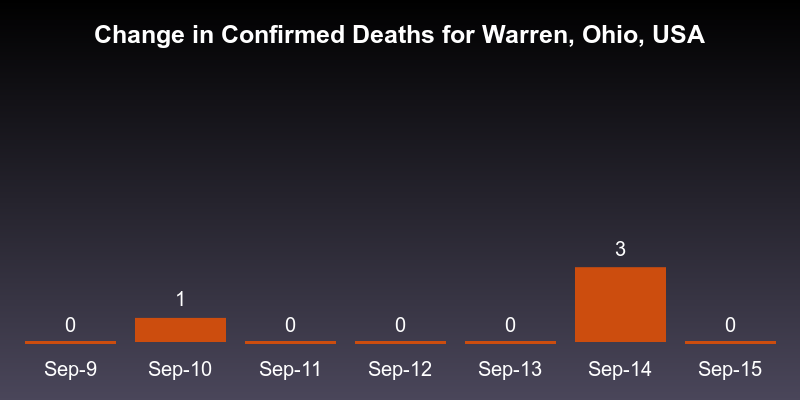 Change in Confirmed Deaths for Warren, Ohio, USA
0 1 0 0 0 3 0
Sep-9 Sep-10 Sep-11 Sep-12 Sep-13 Sep-14 Sep-15